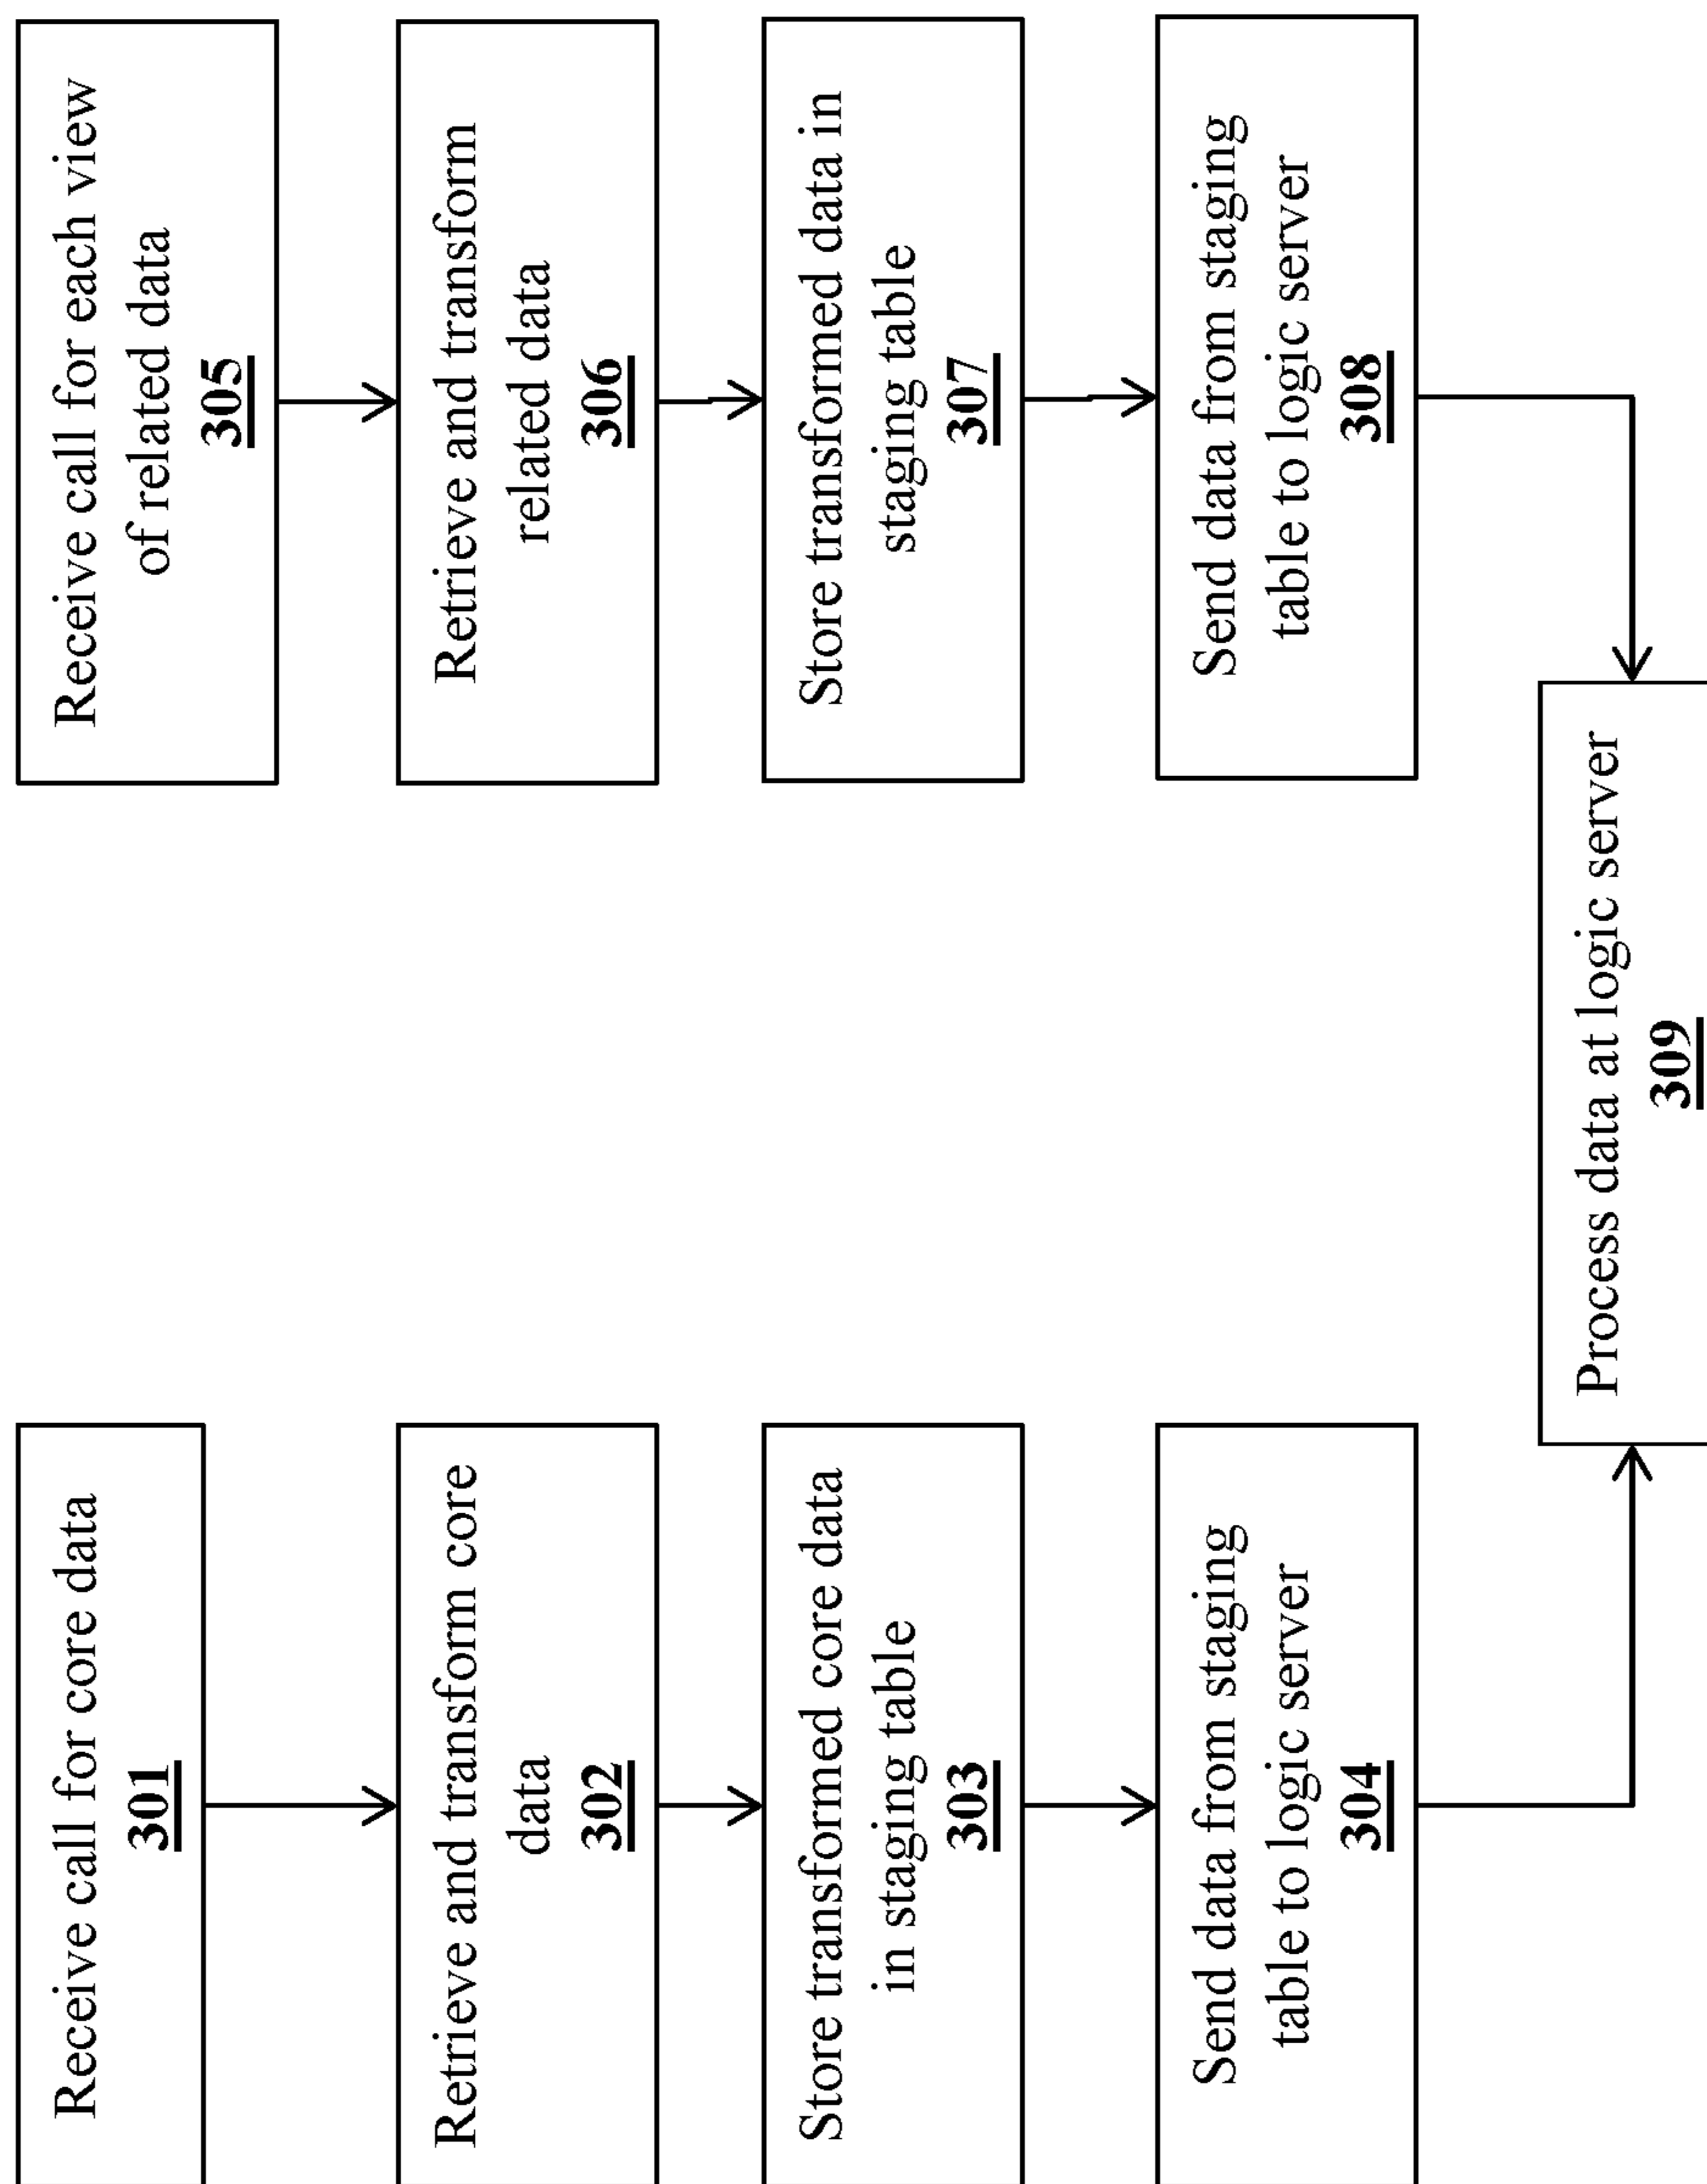 Receive call for core data
301
Retrieve and transform core
data
302
Store transformed core data
in staging table
303
Send data from staging
table to logic server
304
Receive call for each view
of related data
305
Retrieve and transform
related data
306
Store transformed data in
staging table
307
Send data from staging
table to logic server
308
Process data at logic server
309